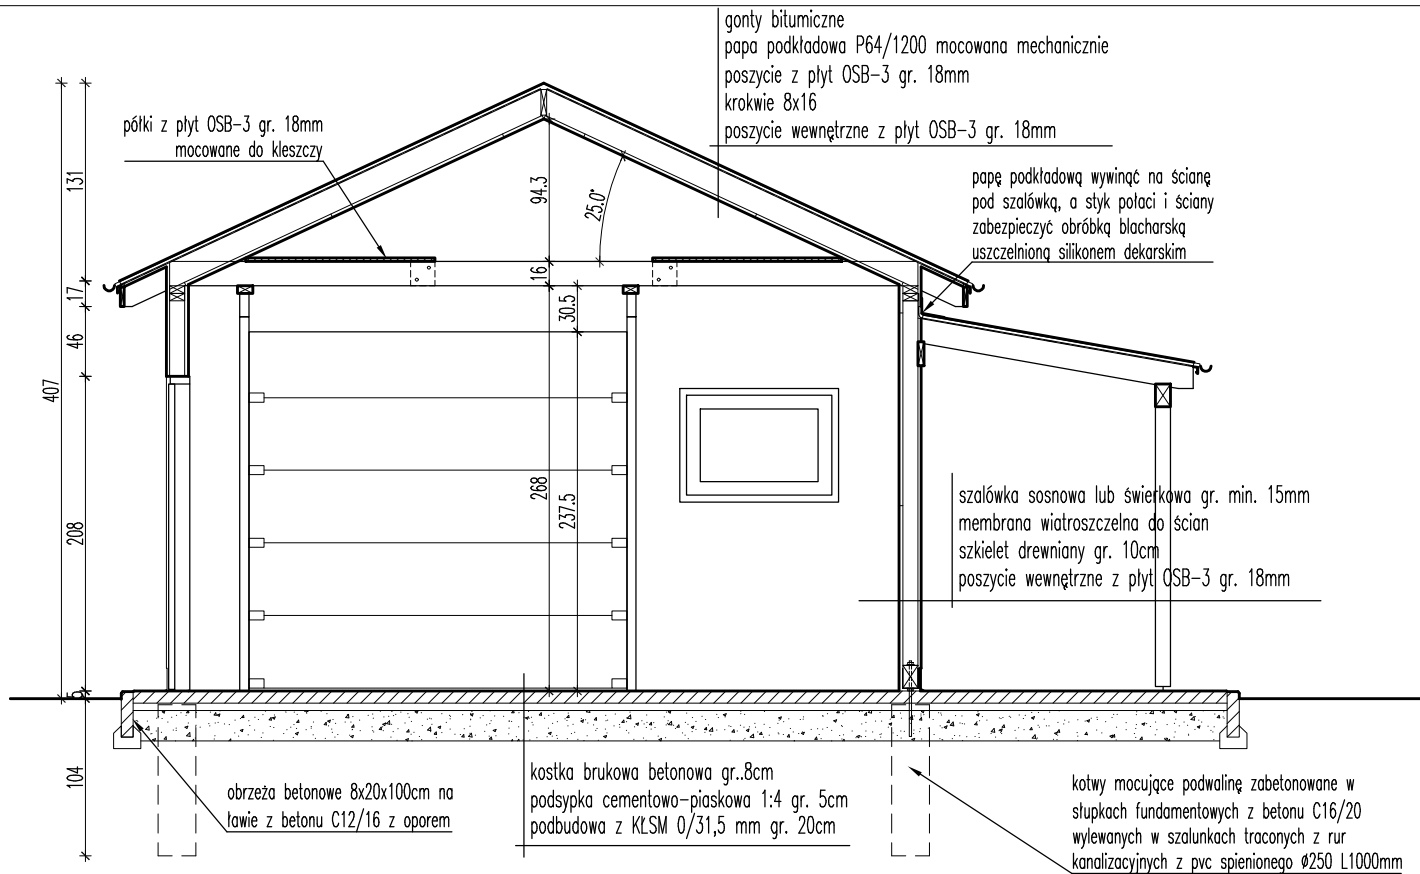 gonty bitumiczne
papa podkładowa P64/1200 mocowana mechanicznie
poszycie z płyt OSB-3 gr. 18mm
krokwie 8x16
poszycie wewnętrzne z płyt OSB-3 gr. 18mm
półki z płyt OSB-3 gr. 18mm
mocowane do kleszczy
papę podkładową wywinąć na ścianę
pod szalówką, a styk połaci i ściany
zabezpieczyć obróbką blacharską
uszczelnioną silikonem dekarskim
131
94.3
25.0°
17
16
30.5
46
407
268
237.5
208
szalówka sosnowa lub świerkowa gr. min. 15mm
membrana wiatroszczelna do ścian
szkielet drewniany gr. 10cm
poszycie wewnętrzne z płyt OSB-3 gr. 18mm
5
104
obrzeża betonowe 8x20x100cm na
ławie z betonu C12/16 z oporem
kostka brukowa betonowa gr..8cm
podsypka cementowo-piaskowa 1:4 gr. 5cm
podbudowa z KŁSM 0/31,5 mm gr. 20cm
kotwy mocujące podwalinę zabetonowane w
słupkach fundamentowych z betonu C16/20
wylewanych w szalunkach traconych z rur
kanalizacyjnych z pvc spienionego ø250 L1000mm